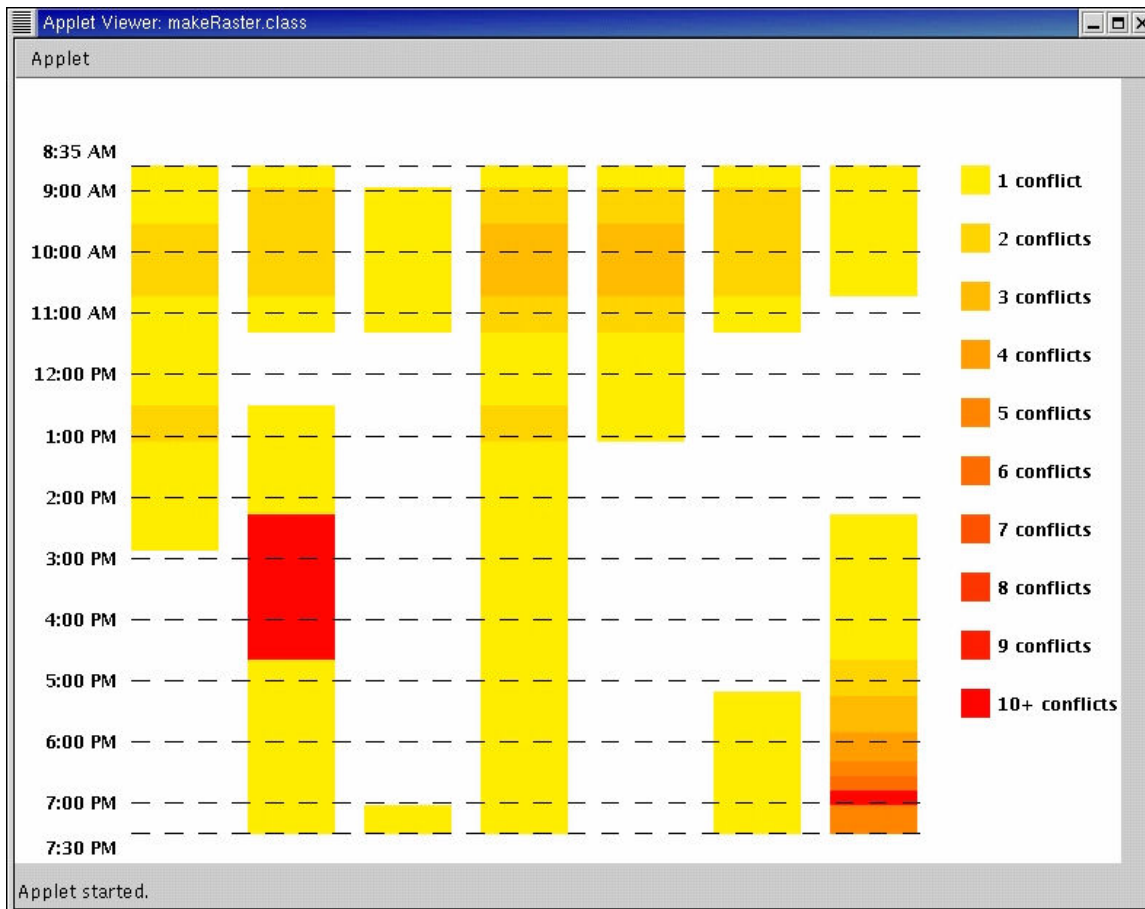 Applet Viewer: makeRaster.class
Applet
8:35 AM
9:00 AM
10:00 AM
11:00 AM
12:00 PM
1:00 PM
2:00 PM
3:00 PM
4:00 PM
5:00 PM
6:00 PM
7:00 PM
7:30 PM
1 conflict
2 conflicts
3 conflicts
4 conflicts
5 conflicts
6 conflicts
7 conflicts
8 conflicts
9 conflicts
10+ conflicts
Applet started.